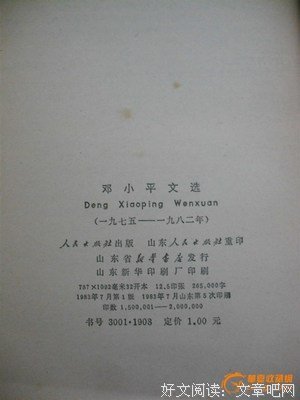 邓小平文选
Deng Xiaoping Wenxuan
(一九七五——一九八二年)
人民出版社出版 山东人民出版社重印
山东省新华书店发行
山东新华印刷厂印刷
787×1092毫米32开本 12.5印张 265,000字
1983年7月第1版 1983年7月山东第5次印刷
印数 1,500,001—2,000,000
书号 3001·1903 定价 1.00 元
好文阅读:文章吧网